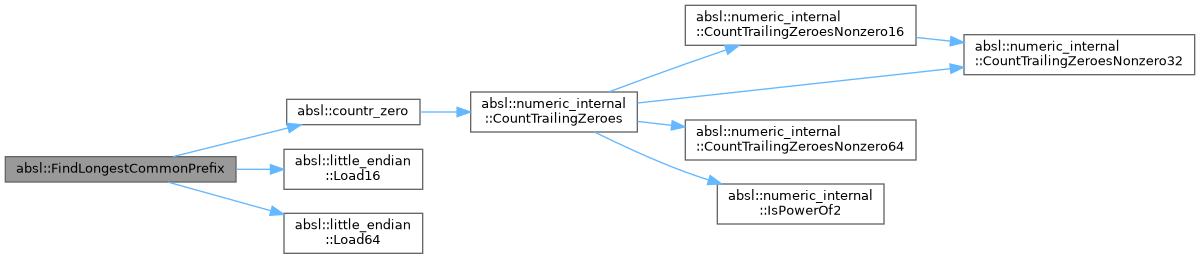 absl::FindLongestCommonPrefix
absl::countr_zero
absl::little_endian
::Load16
absl::little_endian
::Load64
absl::numeric_internal
::CountTrailingZeroes
absl::numeric_internal
::CountTrailingZeroesNonzero16
absl::numeric_internal
::CountTrailingZeroesNonzero64
absl::numeric_internal
::IsPowerOf2
absl::numeric_internal
::CountTrailingZeroesNonzero32